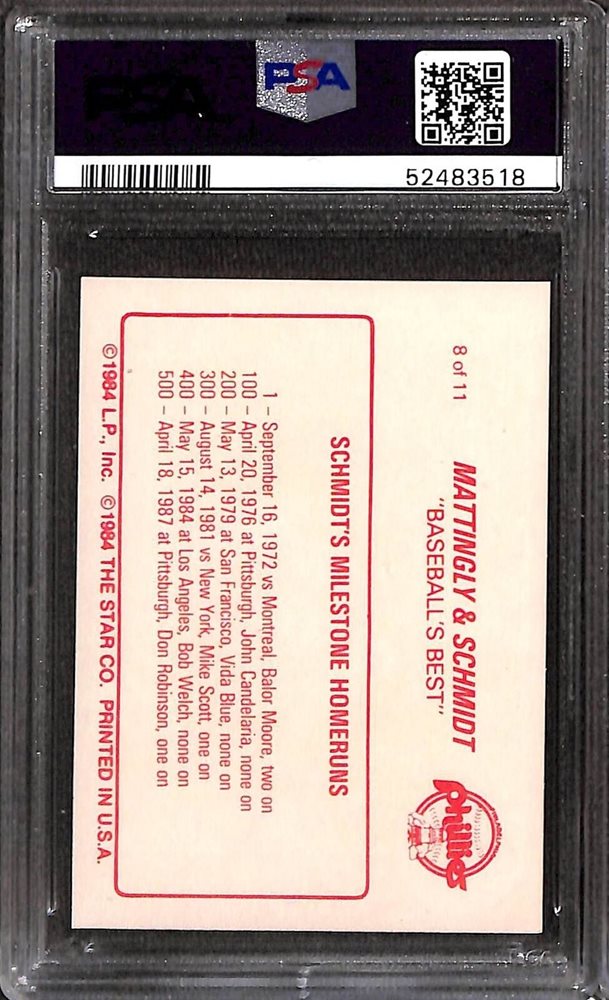 PSA
52483518
8 of 11
MATTINGLY & SCHMIDT
"BASEBALL'S BEST"
PHILADELPHIA
Phillies
SCHMIDT'S MILESTONE HOMERUNS
1 – September 16, 1972 vs Montreal, Balor Moore, two on
100 – April 20, 1976 at Pittsburgh, John Candelaria, none on
200 – May 13, 1979 at San Francisco, Vida Blue, none on
300 – August 14, 1981 vs New York, Mike Scott, one on
400 – May 15, 1984 at Los Angeles, Bob Welch, none on
500 – April 18, 1987 at Pittsburgh, Don Robinson, one on
©1984 L.P., Inc. ©1984 THE STAR CO. PRINTED IN U.S.A.